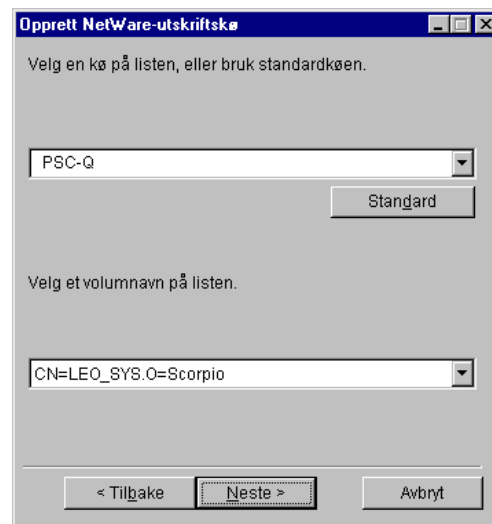 Opprett NetWare-utskriftskø
Velg en kø på listen, eller bruk standardkøen.
PSC-Q
Standard
Velg et volumnavn på listen.
CN=LEO_SYS.O=Scorpio
< Tilbake Neste > Avbryt